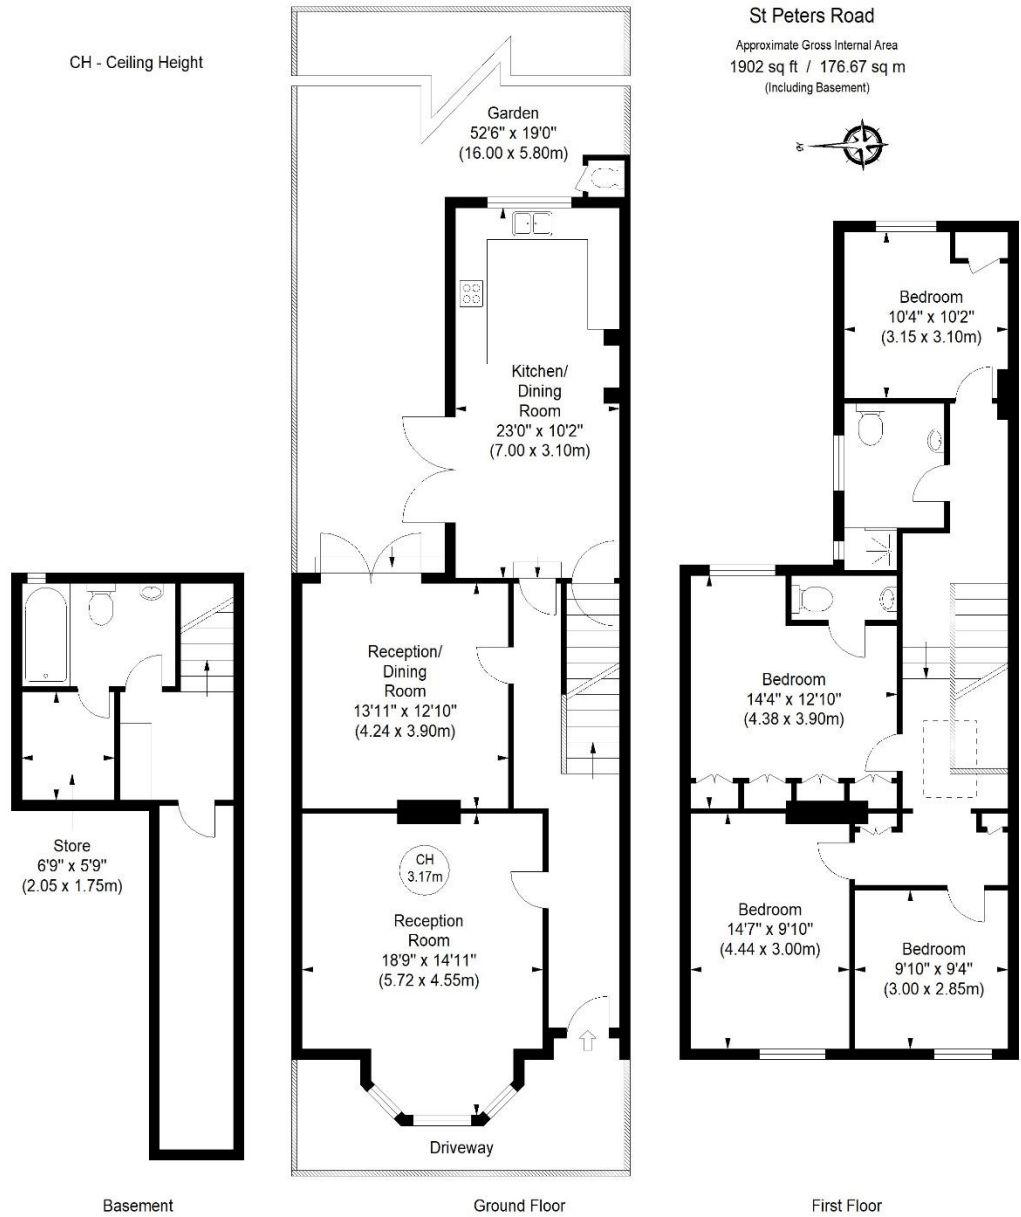 CH - Ceiling Height
St Peters Road
Approximate Gross Internal Area
1902 sq ft / 176.67 sq m
(Including Basement)
Garden
52'6" x 19'0"
(16.00 x 5.80m)
Kitchen/
Dining
Room
23'0" x 10'2"
(7.00 x 3.10m)
Reception/
Dining
Room
13'11" x 12'10"
(4.24 x 3.90m)
CH
3.17m
Reception
Room
18'9" x 14'11"
(5.72 x 4.55m)
Driveway
Store
6'9" x 5'9"
(2.05 x 1.75m)
Bedroom
10'4" x 10'2"
(3.15 x 3.10m)
Bedroom
14'4" x 12'10"
(4.38 x 3.90m)
Bedroom
14'7" x 9'10"
(4.44 x 3.00m)
Bedroom
9'10" x 9'4"
(3.00 x 2.85m)
Basement
Ground Floor
First Floor